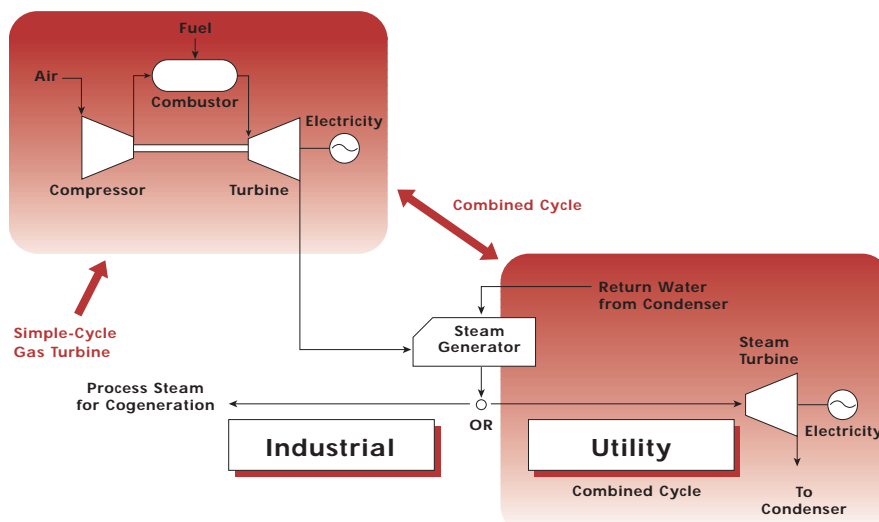 Fuel
Air
Combustor
Electricity
Compressor
Turbine
Combined Cycle
Simple-Cycle
Gas Turbine
Return Water
from Condenser
Steam
Generator
Steam
Turbine
Process Steam
for Cogeneration
OR
Electricity
Industrial
Utility
Combined Cycle
To
Condenser